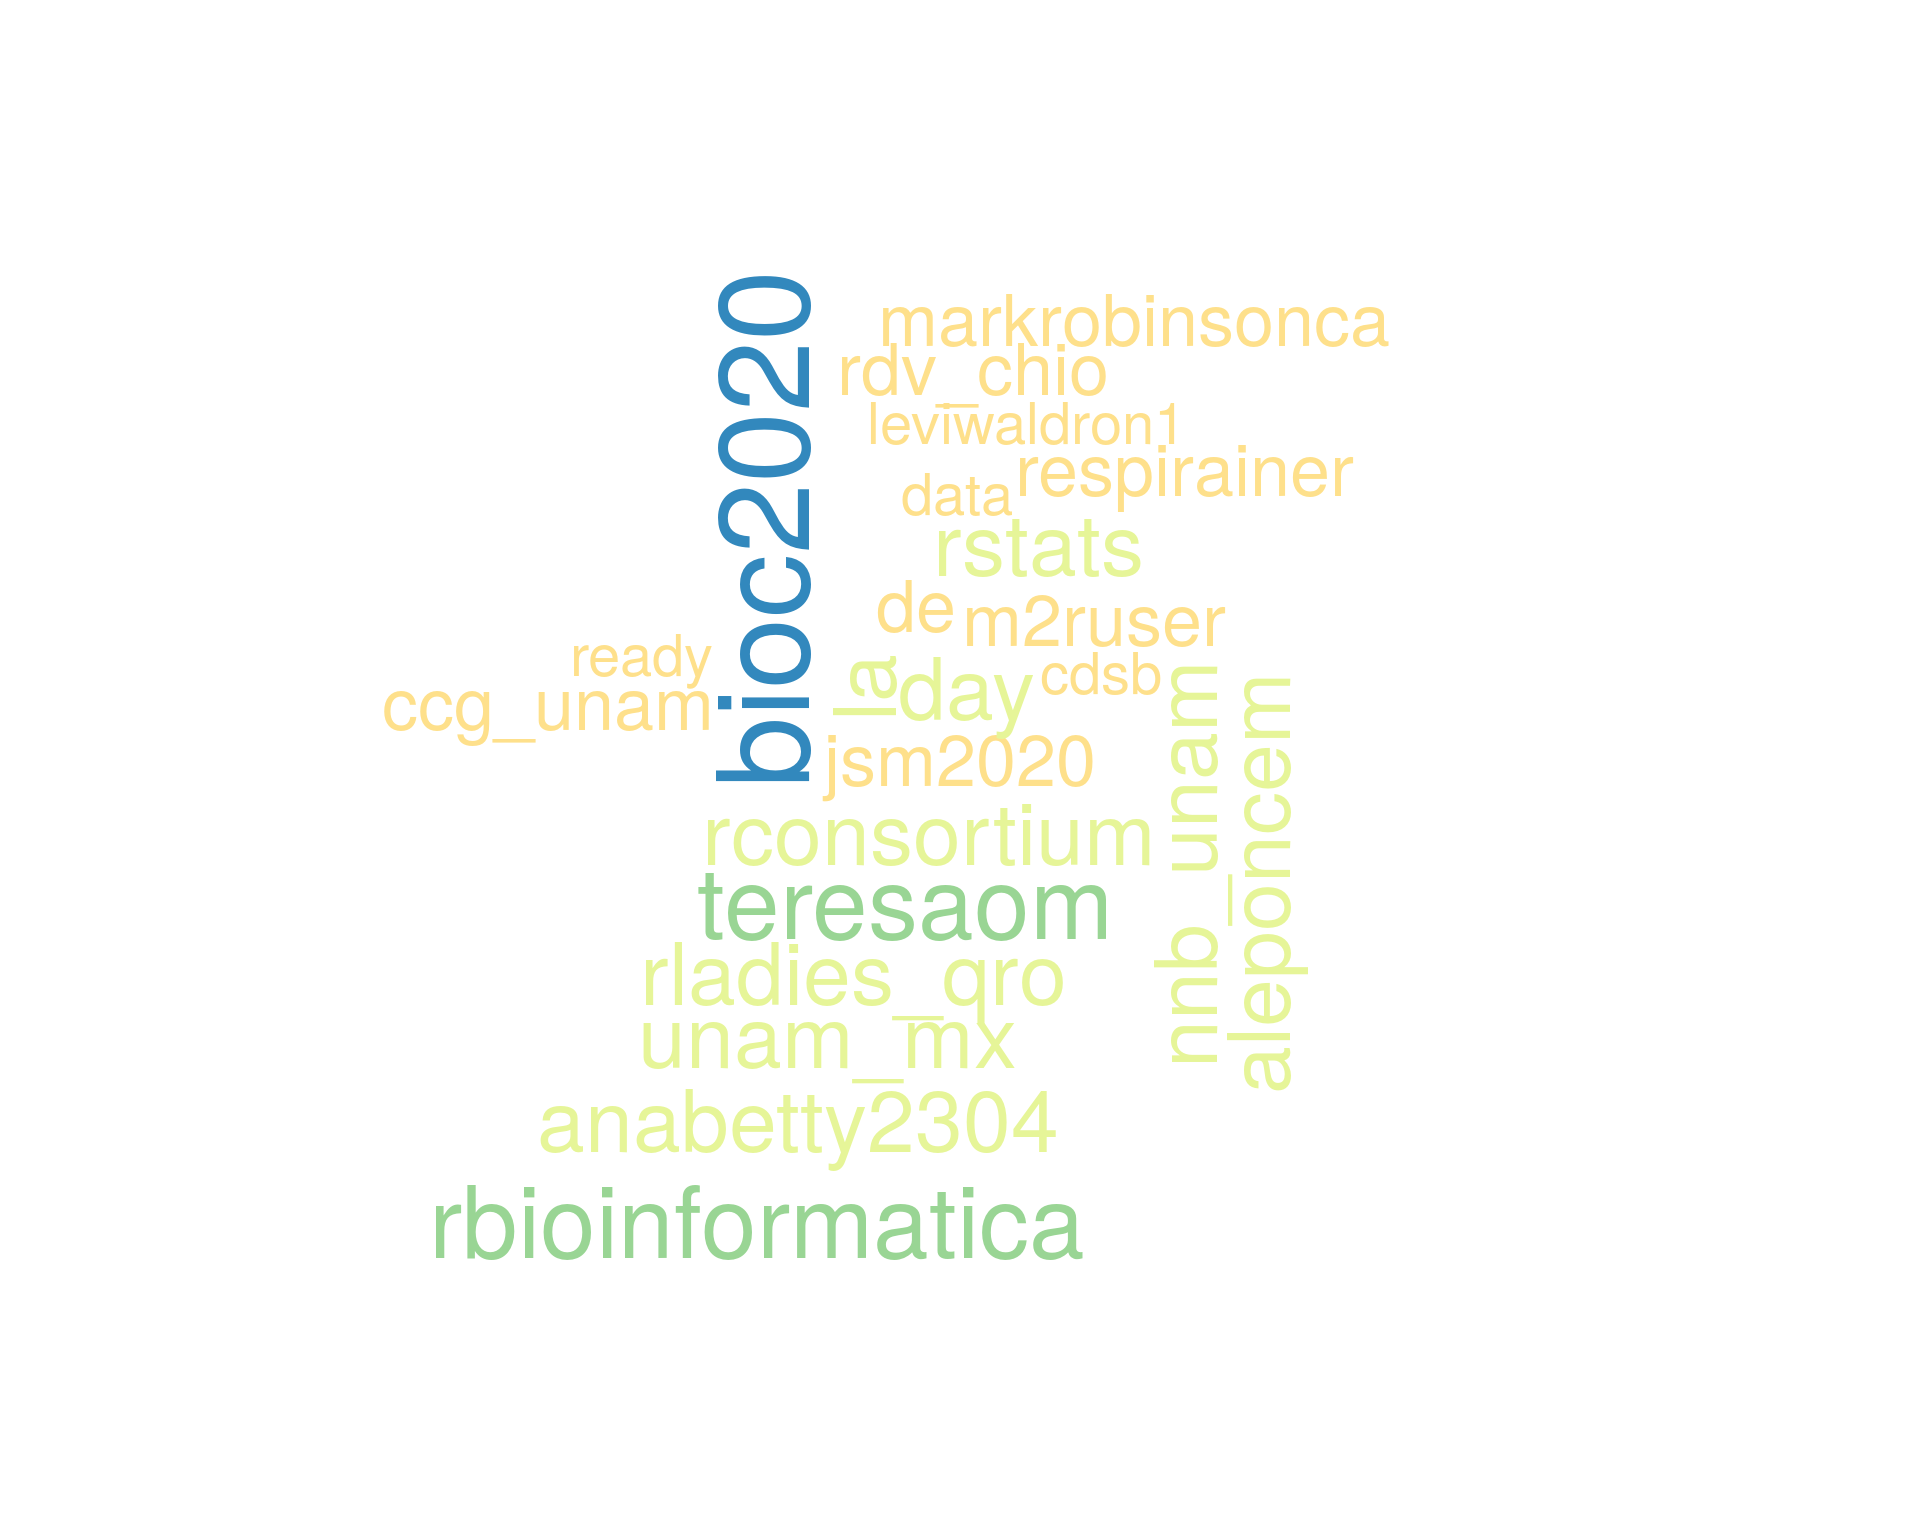 bioc2020
markrobinsonca
rdv_chio
leviwaldron1
respirainer
data
rstats
de
m2ruser
ready
la
day
cdsb
ccg_unam
jsm2020
nnb_unam
aleponcem
rconsortium
teresaom
rladies_qro
unam_mx
anabetty2304
rbioinformatica